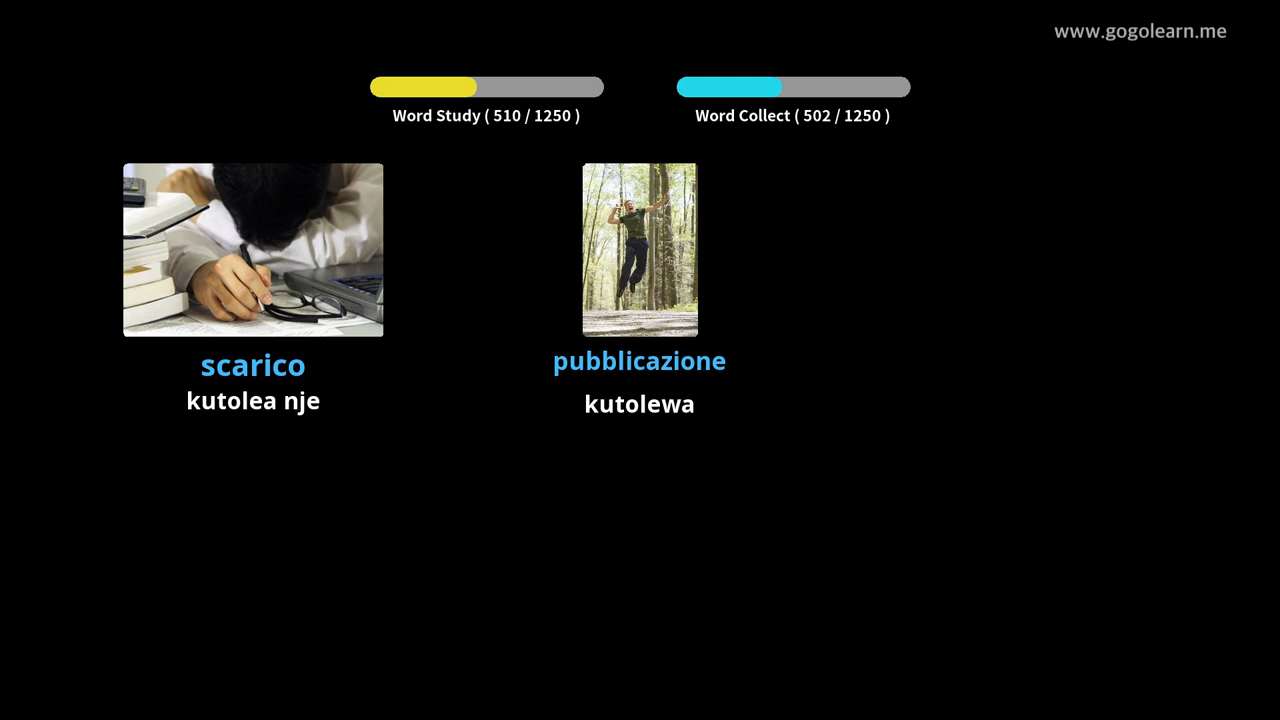 www.gogolearn.me
Word Study ( 510 / 1250 )
Word Collect ( 502 / 1250 )
scarico
kutolea nje
pubblicazione
kutolewa